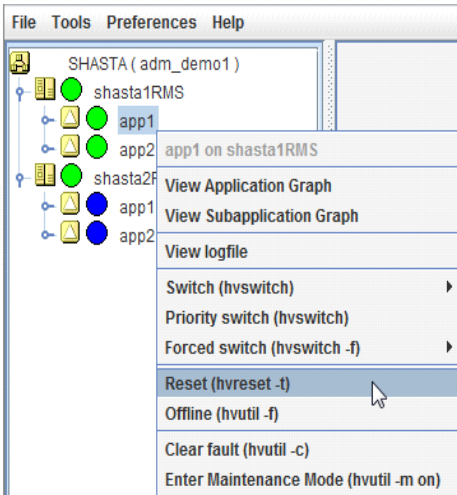 File Tools Preferences Help
SHASTA ( adm_demo1 )
shasta1RMS
app1
app2
app1 on shasta1RMS
View Application Graph
shasta2R
app1
View Subapplication Graph
app2
View logfile
Switch (hvswitch)
Priority switch (hvswitch)
Forced switch (hvswitch -f)
Reset (hvreset -t)
Offline (hvutil -f)
Clear fault (hvutil -c)
Enter Maintenance Mode (hvutil -m on)